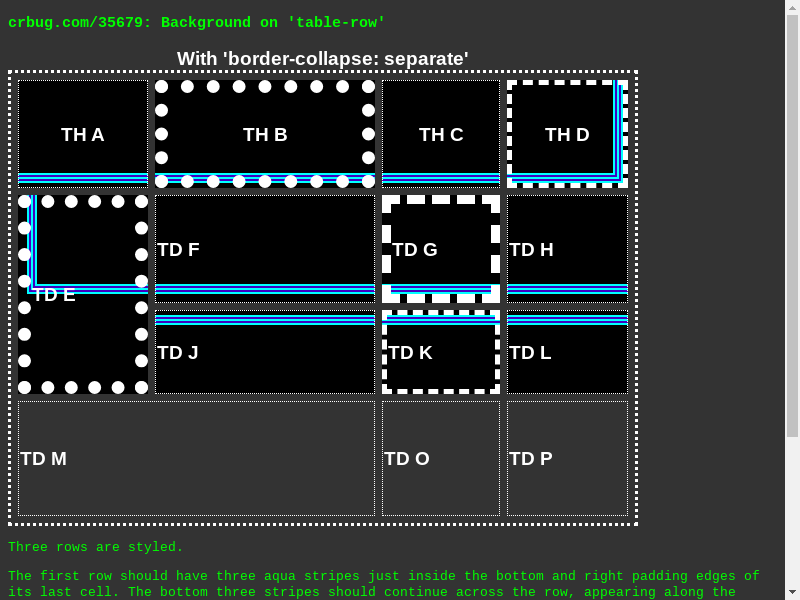 crbug.com/35679: Background on 'table-row'
With 'border-collapse: separate'
TH A
TH B
TH C
TH D
TD E
TD F
TD G
TD H
TD J
TD K
TD L
TD M
TD O
TD P
Three rows are styled.
The first row should have three aqua stripes just inside the bottom and right padding edges of
its last cell. The bottom three stripes should continue across the row, appearing along the